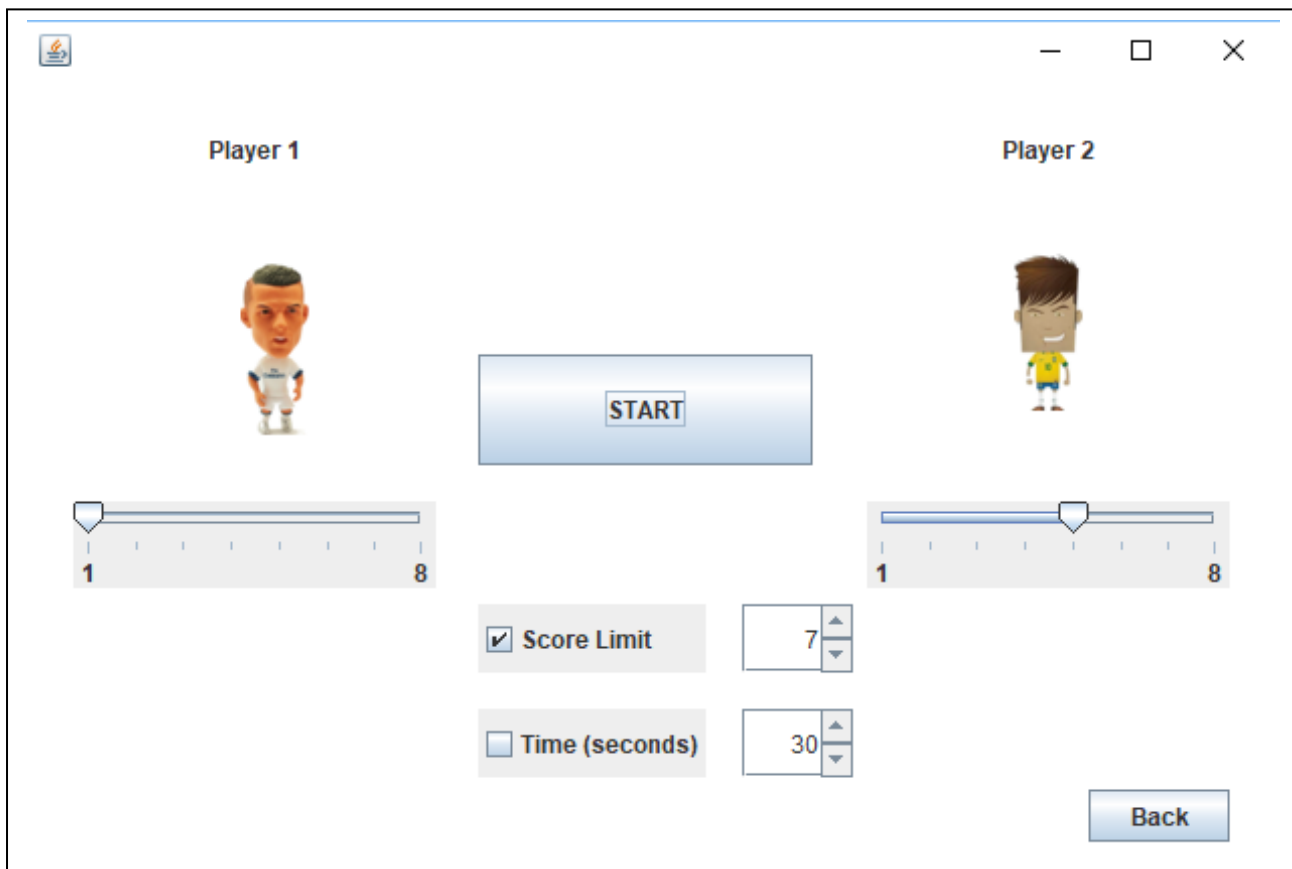 Player 1
Player 2
START
1 8
1 8
Score Limit 7
Time (seconds) 30
Back